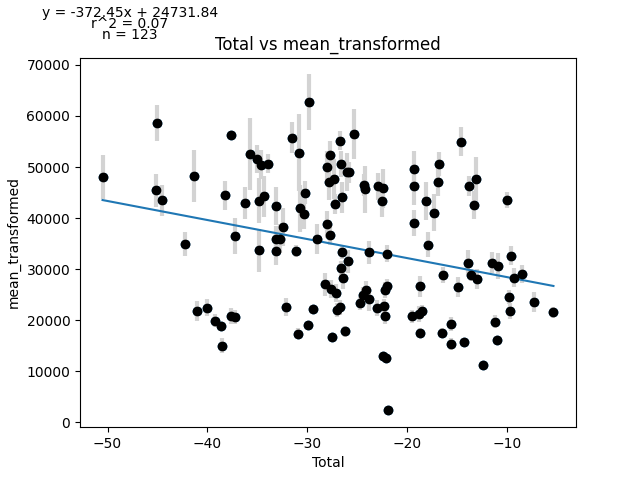 y = -372.45x + 24731.84
r^2 = 0.07
n = 123
Total vs mean_transformed
70000
60000
50000
40000
30000
20000
10000
0
mean_transformed
−50
−40
−30
−20
−10
Total